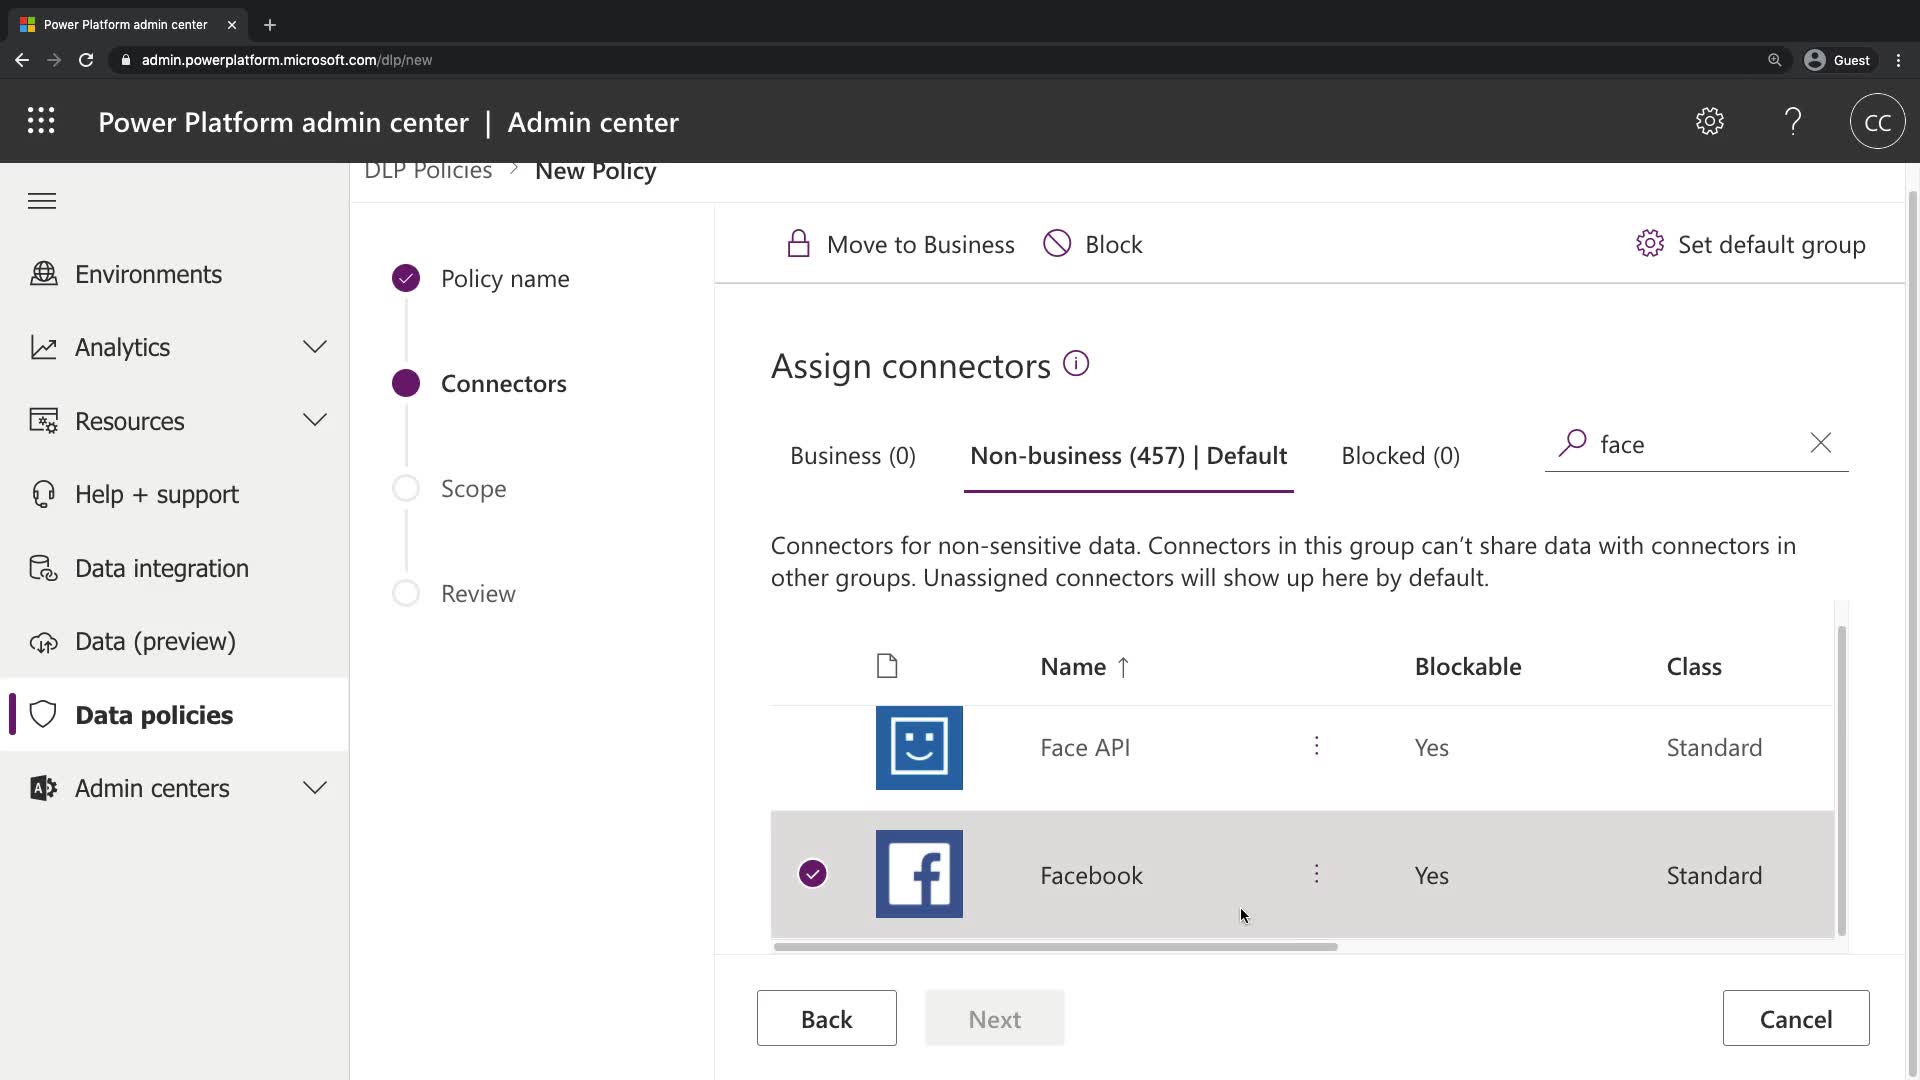 Power Platform admin center
admin.powerplatform.microsoft.com/dlp/new
Guest
Power Platform admin center | Admin center
?
CC
DLP Policies > New Policy
Environments
Analytics
Resources
Help + support
Data integration
Data (preview)
Data policies
Admin centers
Policy name
Connectors
Scope
Review
Move to Business
Block
Set default group
Assign connectors
Business (0)
Non-business (457) | Default
Blocked (0)
face
Connectors for non-sensitive data. Connectors in this group can’t share data with connectors in
other groups. Unassigned connectors will show up here by default.
Name ↑ Blockable Class
Face API Yes Standard
Facebook Yes Standard
Back
Next
Cancel